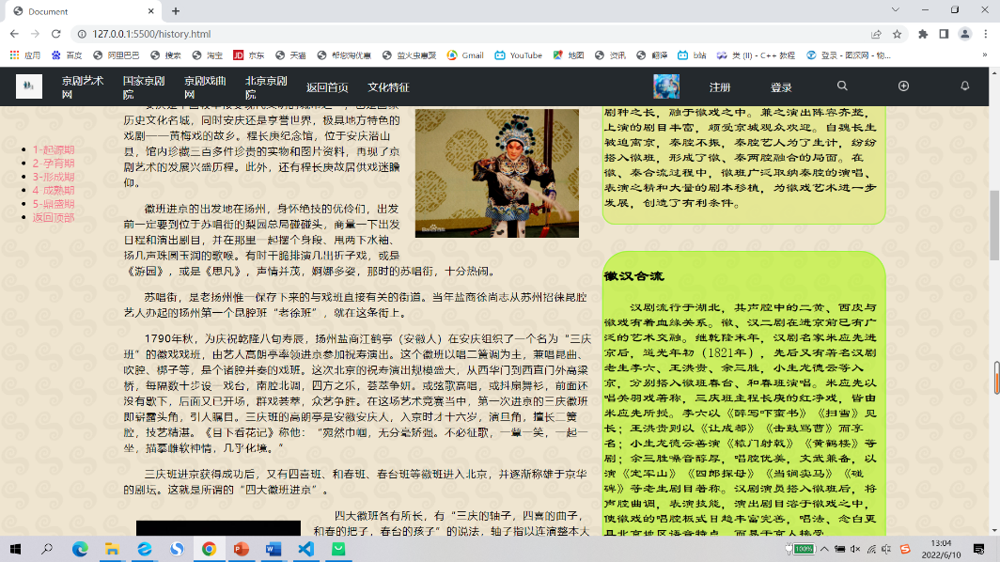 Document
127.0.0.1:5500/history.html
应用
百度
阿里巴巴
搜索
淘宝
JD
京东
天猫
帮您淘优惠
萤火虫惠聚
Gmail
YouTube
地图
资讯
翻译
b站
类 (II) - C++ 教程
登录 - 图床网 - 物...
»
京剧艺术网
国家京剧院
京剧戏曲网
北京京剧院
返回首页
文化特征
注册
登录
1-起源期
2-孕育期
3-形成期
4-成熟期
5-鼎盛期
返回顶部
历史文化名城，同时安庆还是享誉世界，极具地方特色的
戏剧——黄梅戏的故乡。程长庚纪念馆，位于安庆潜山
县，馆内珍藏三百多件珍贵的实物和图片资料，再现了京
剧艺术的发展兴盛历程。此外，还有程长庚故居供戏迷瞻
仰。
徽班进京的出发地在扬州，身怀绝技的优伶们，出发
前一定要到位于苏唱街的梨园总局碰碰头，商量一下出发
日程和演出剧目，并在那里一起摆个身段、甩两下水袖、
扬几声珠圆玉润的歌喉。有时干脆排演几出折子戏，或是
《游园》，或是《思凡》，声情并茂，婀娜多姿，那时的苏唱街，十分热闹。
苏唱街，是老扬州惟一保存下来的与戏班直接有关的街道。当年盐商徐尚志从苏州招徕昆腔
艺人办起的扬州第一个昆腔班“老徐班”，就在这条街上。
1790年秋，为庆祝乾隆八旬寿辰，扬州盐商江鹤亭（安徽人）在安庆组织了一个名为“三庆
班”的徽戏戏班，由艺人高朗亭率领进京参加祝寿演出。这个徽班以唱二簧调为主，兼唱昆曲、
吹腔、梆子等，是个诸腔并奏的戏班。这次北京的祝寿演出规模盛大，从西华门到西直门外高梁
桥，每隔数十步设一戏台，南腔北调，四方之乐，荟萃争妍。或弦歌高唱，或抖扇舞衫，前面还
没有歇下，后面又已开场，群戏荟萃，众艺争胜。在这场艺术竞赛当中，第一次进京的三庆徽班
即崭露头角，引人瞩目。三庆班的高朗亭是安徽安庆人，入京时才十六岁，演旦角，擅长二簧
腔，技艺精湛。《日下看花记》称他：“宛然巾帼，无分毫矫强。不必征歌，一颦一笑，一起一
坐，描摹雌软神情，几乎化境。”
三庆班进京获得成功后，又有四喜班、和春班、春台班等徽班进入北京，并逐渐称雄于京华
的剧坛。这就是所谓的“四大徽班进京”。
四大徽班各有所长，有“三庆的轴子，四喜的曲子，
和春的把子，春台的孩子”的说法，轴子指以连演整本大
剧种之长，融于徽戏之中。兼之演出阵容齐整，
上演的剧目丰富，颇受京城观众欢迎。自魏长生
被迫离京，秦腔不振，秦腔艺人为了生计，纷纷
搭入徽班，形成了徽、秦两腔融合的局面。在
徽、秦合流过程中，徽班广泛取纳秦腔的演唱、
表演之精和大量的剧本移植，为徽戏艺术进一步
发展，创造了有利条件。
徽汉合流
汉剧流行于湖北，其声腔中的二黄、西皮与
徽戏有着血缘关系。徽、汉二剧在进京前已有广
泛的艺术交融。继乾隆末年，汉剧名家米应先进
京后，道光年初（1821年），先后又有著名汉剧
老生李六、王洪贵、余三胜，小生龙德云等入
京，分别搭入徽班春台、和春班演唱。米应先以
唱关羽戏著称，三庆班主程长庚的红净戏，皆由
米应先所授。李六以《醉写吓蛮书》《扫雪》见
长；王洪贵则以《让成都》《击鼓骂曹》而享
名；小生龙德云善演《辕门射戟》《黄鹤楼》等
剧；余三胜嗓音醇厚，唱腔优美，文武兼备，以
演《定军山》《四郎探母》《当锏卖马》《碰
碑》等老生剧目著称。汉剧演员搭入徽班后，将
声腔曲调，表演技能，演出剧目溶于徽戏之中，
使徽戏的唱腔板式日趋丰富完善，唱法、念白更
具北京地区语音特点，而易于京人接受。
100%
13:04
2022/6/10